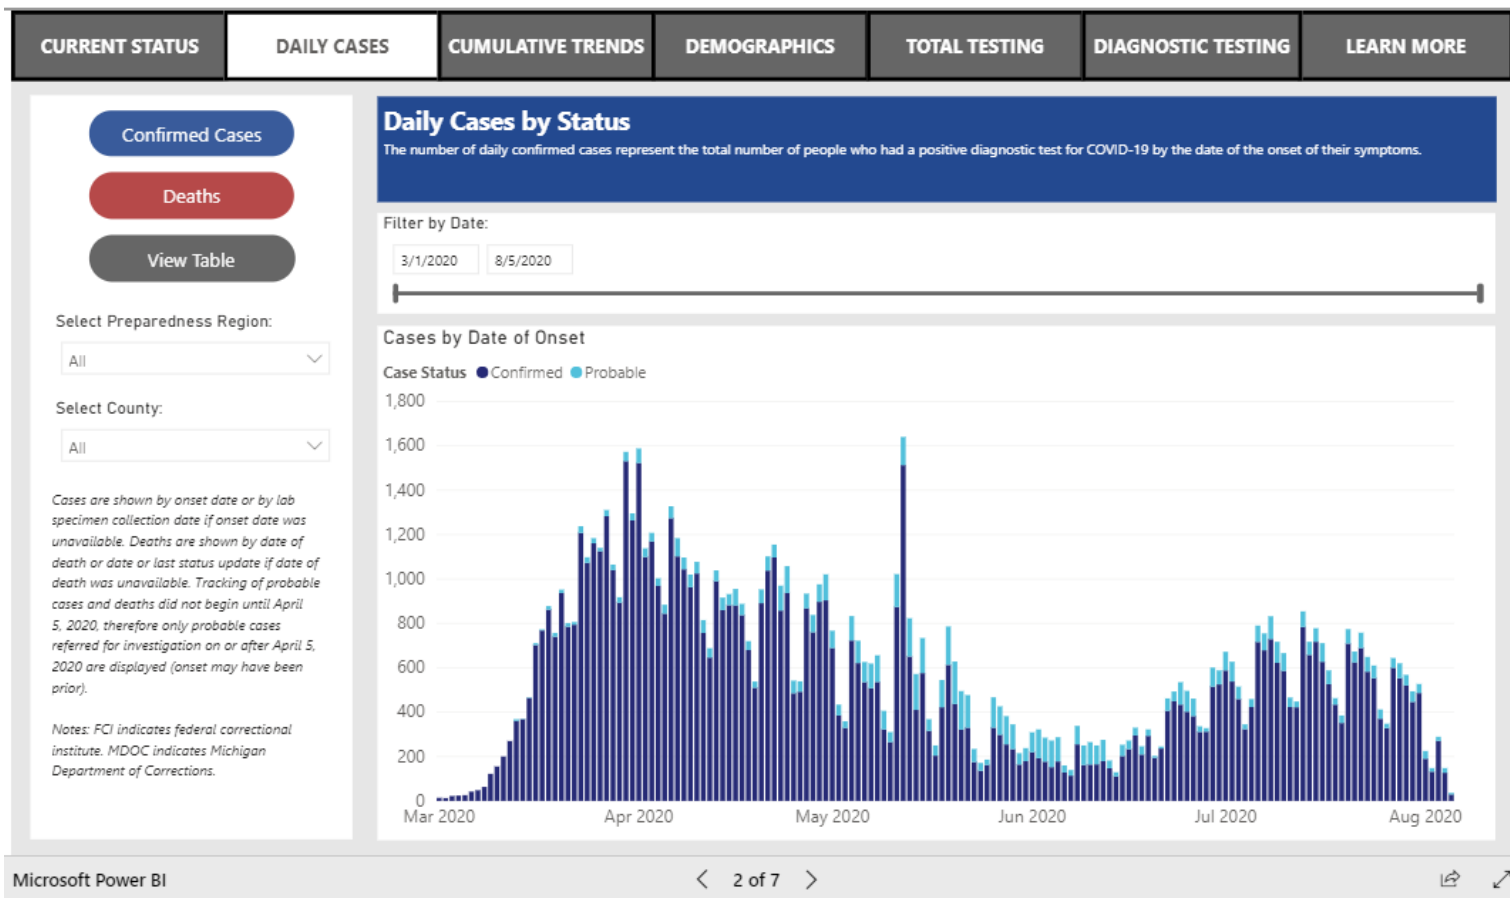 CURRENT STATUS
DAILY CASES
CUMULATIVE TRENDS
DEMOGRAPHICS
TOTAL TESTING
DIAGNOSTIC TESTING
LEARN MORE
Confirmed Cases
Deaths
View Table
Select Preparedness Region:
All
Select County:
All
Cases are shown by onset date or by lab
specimen collection date if onset date was
unavailable. Deaths are shown by date of
death or date or last status update if date of
death was unavailable. Tracking of probable
cases and deaths did not begin until April
5, 2020, therefore only probable cases
referred for investigation on or after April 5,
2020 are displayed (onset may have been
prior).
Notes: FCI indicates federal correctional
institute. MDOC indicates Michigan
Department of Corrections.
Daily Cases by Status
The number of daily confirmed cases represent the total number of people who had a positive diagnostic test for COVID-19 by the date of the onset of their symptoms.
Filter by Date:
3/1/2020 8/5/2020
Cases by Date of Onset
Case Status Confirmed Probable
1,800
1,600
1,400
1,200
1,000
800
600
400
200
0
Mar 2020 Apr 2020 May 2020 Jun 2020 Jul 2020 Aug 2020
Microsoft Power BI
2 of 7